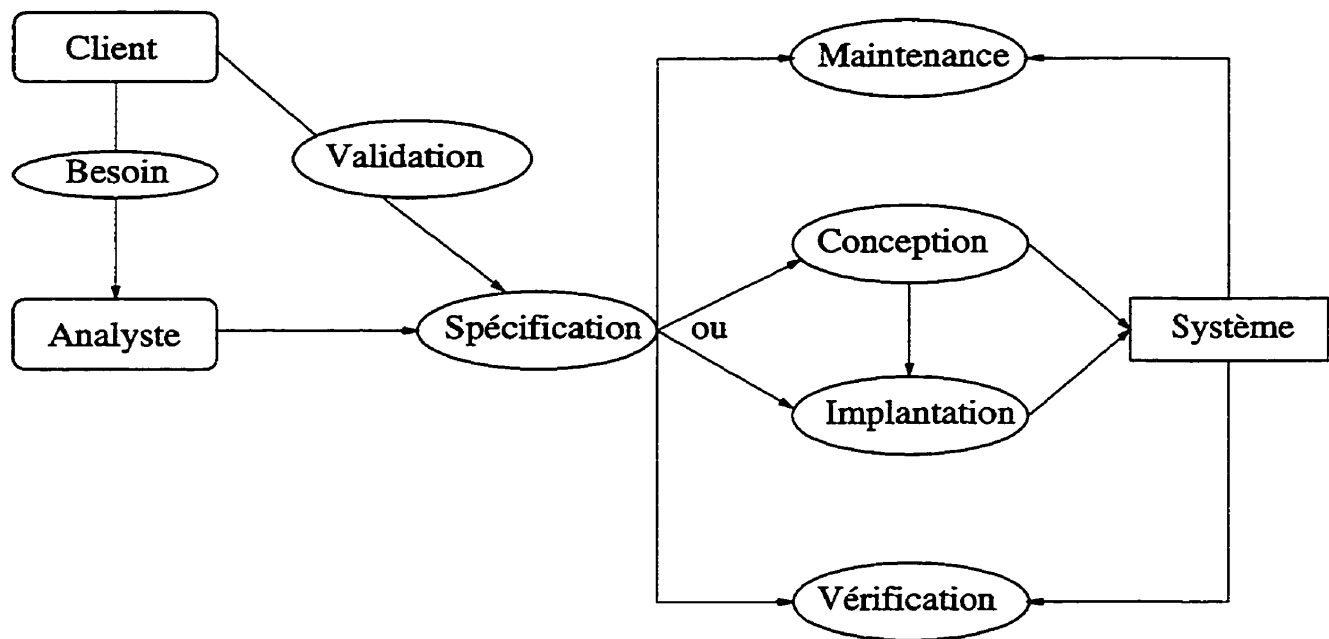 Client
Maintenance
Validation
Besoin
Conception
Analyste
Spécification
ou
Système
Implantation
Vérification